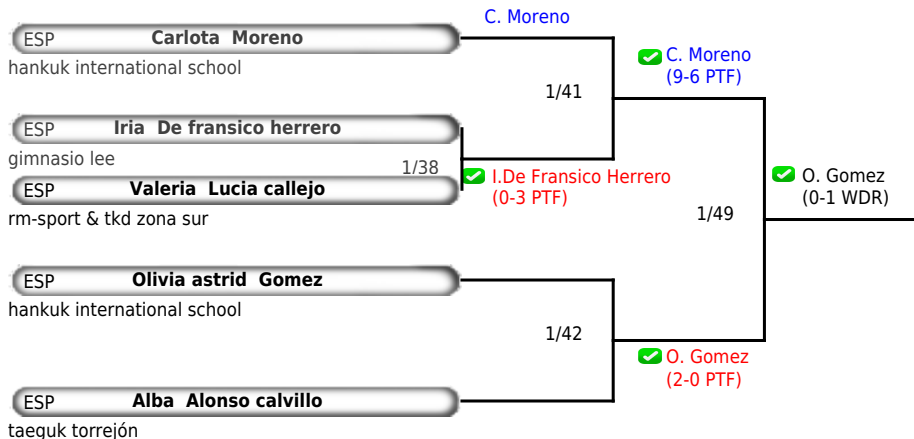 C. Moreno
ESP Carlota Moreno
hankuk international school
C. Moreno
(9-6 PTF)
1/41
ESP Iria De fransico herrero
gimnasio lee
1/38
I.De Fransico Herrero
(0-3 PTF)
ESP Valeria Lucia callejo
rm-sport & tkd zona sur
O. Gomez
(0-1 WDR)
1/49
ESP Olivia astrid Gomez
hankuk international school
1/42
O. Gomez
(2-0 PTF)
ESP Alba Alonso calvillo
taeguk torrejón